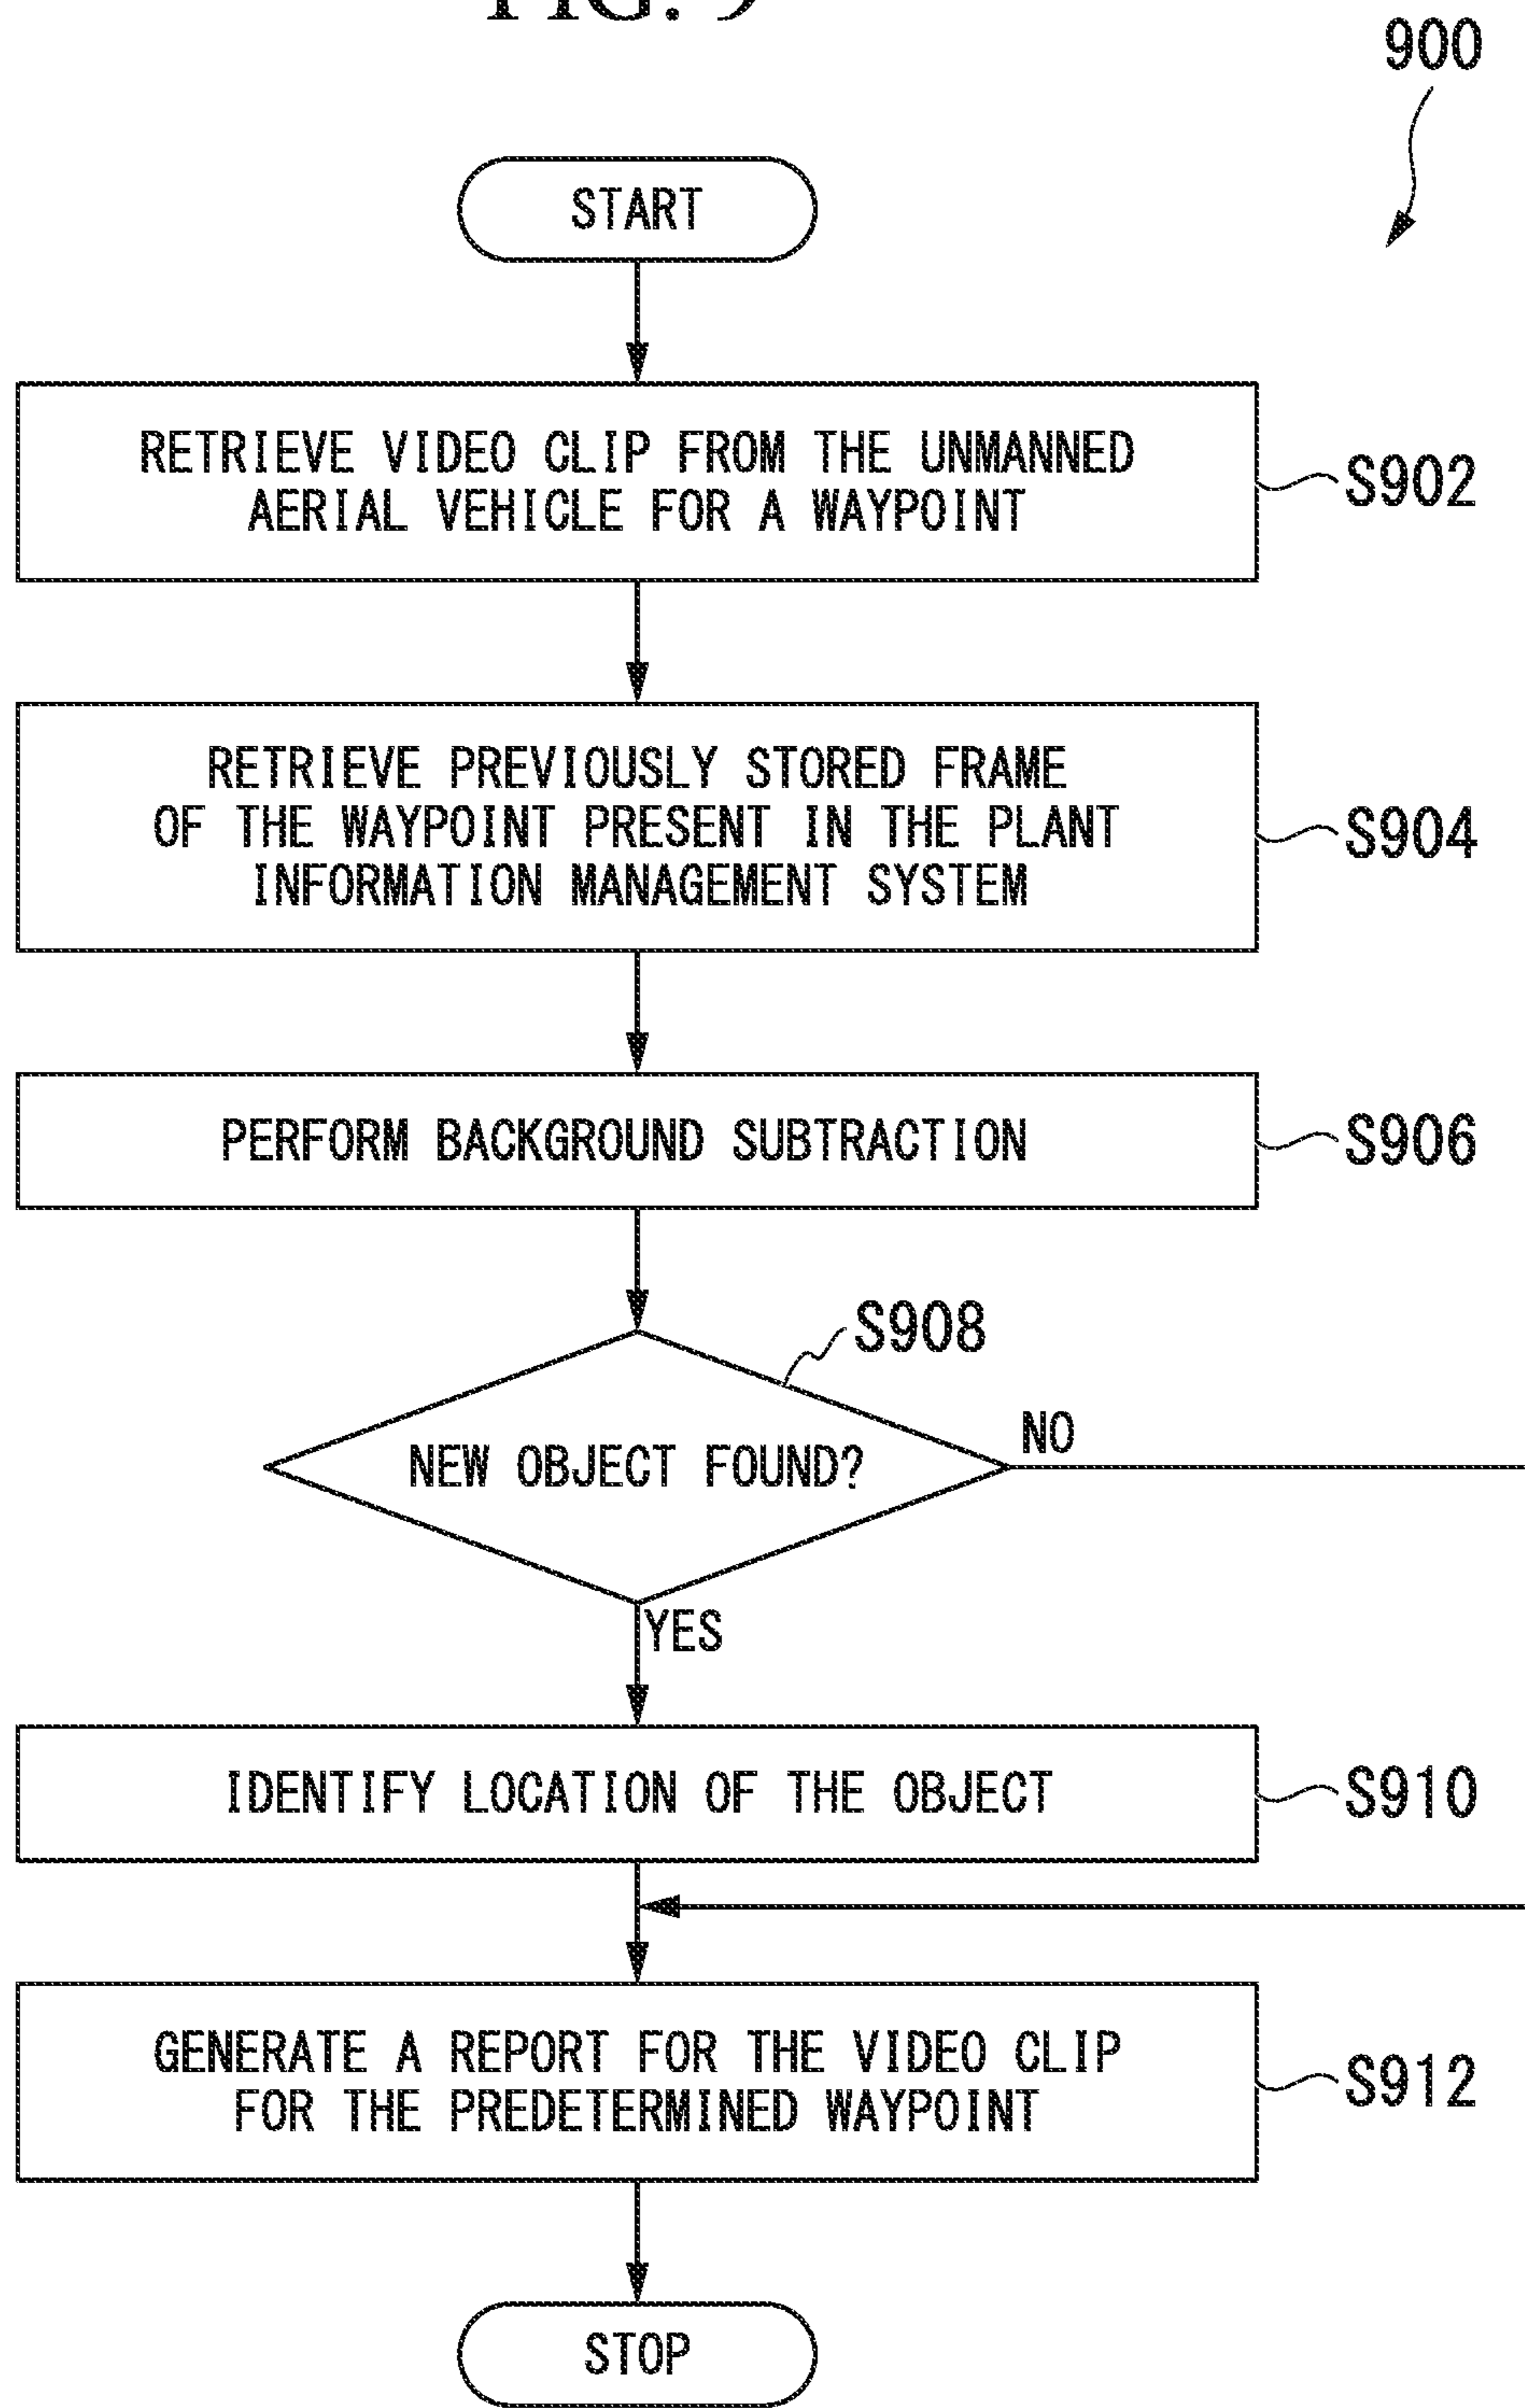 FIG. 9
900
START
RETRIEVE VIDEO CLIP FROM THE UNMANNED
AERIAL VEHICLE FOR A WAYPOINT
S902
RETRIEVE PREVIOUSLY STORED FRAME
OF THE WAYPOINT PRESENT IN THE PLANT
INFORMATION MANAGEMENT SYSTEM
S904
PERFORM BACKGROUND SUBTRACTION
S906
S908
NEW OBJECT FOUND?
NO
YES
IDENTIFY LOCATION OF THE OBJECT
S910
GENERATE A REPORT FOR THE VIDEO CLIP
FOR THE PREDETERMINED WAYPOINT
S912
STOP